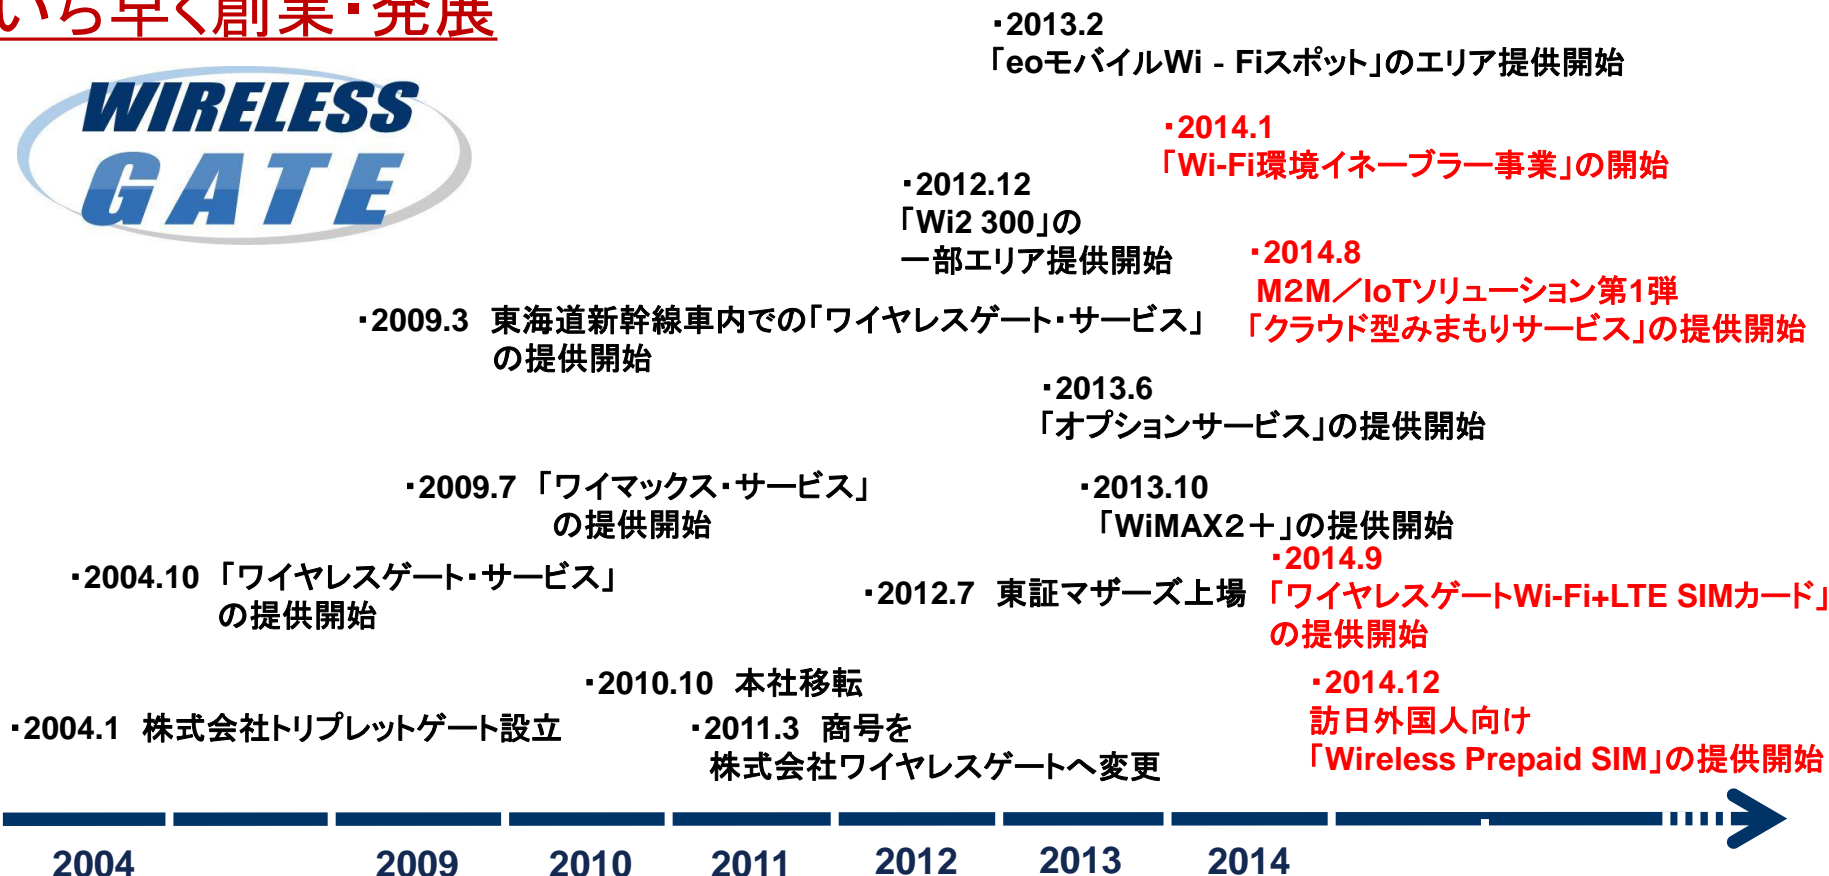 いち早く創業・発展
WIRELESS
GATE
・2013.2
「eoモバイルWi‐Fiスポット」のエリア提供開始
・2014.1
「Wi-Fi環境イネーブラー事業」の開始
・2012.12
「Wi2 300」の
一部エリア提供開始
・2014.8
M2M／IoTソリューション第1弾
「クラウド型みまもりサービス」の提供開始
・2009.3 東海道新幹線車内での「ワイヤレスゲート・サービス」
の提供開始
・2013.6
「オプションサービス」の提供開始
・2009.7 「ワイマックス・サービス」
の提供開始
・2013.10
「WiMAX2＋」の提供開始
・2004.10 「ワイヤレスゲート・サービス」
の提供開始
・2012.7 東証マザーズ上場
・2014.9
「ワイヤレスゲートWi-Fi+LTE SIMカード」
の提供開始
・2010.10 本社移転
・2014.12
訪日外国人向け
「Wireless Prepaid SIM」の提供開始
・2004.1 株式会社トリプレットゲート設立
・2011.3 商号を
株式会社ワイヤレスゲートへ変更
2004 2009 2010 2011 2012 2013 2014